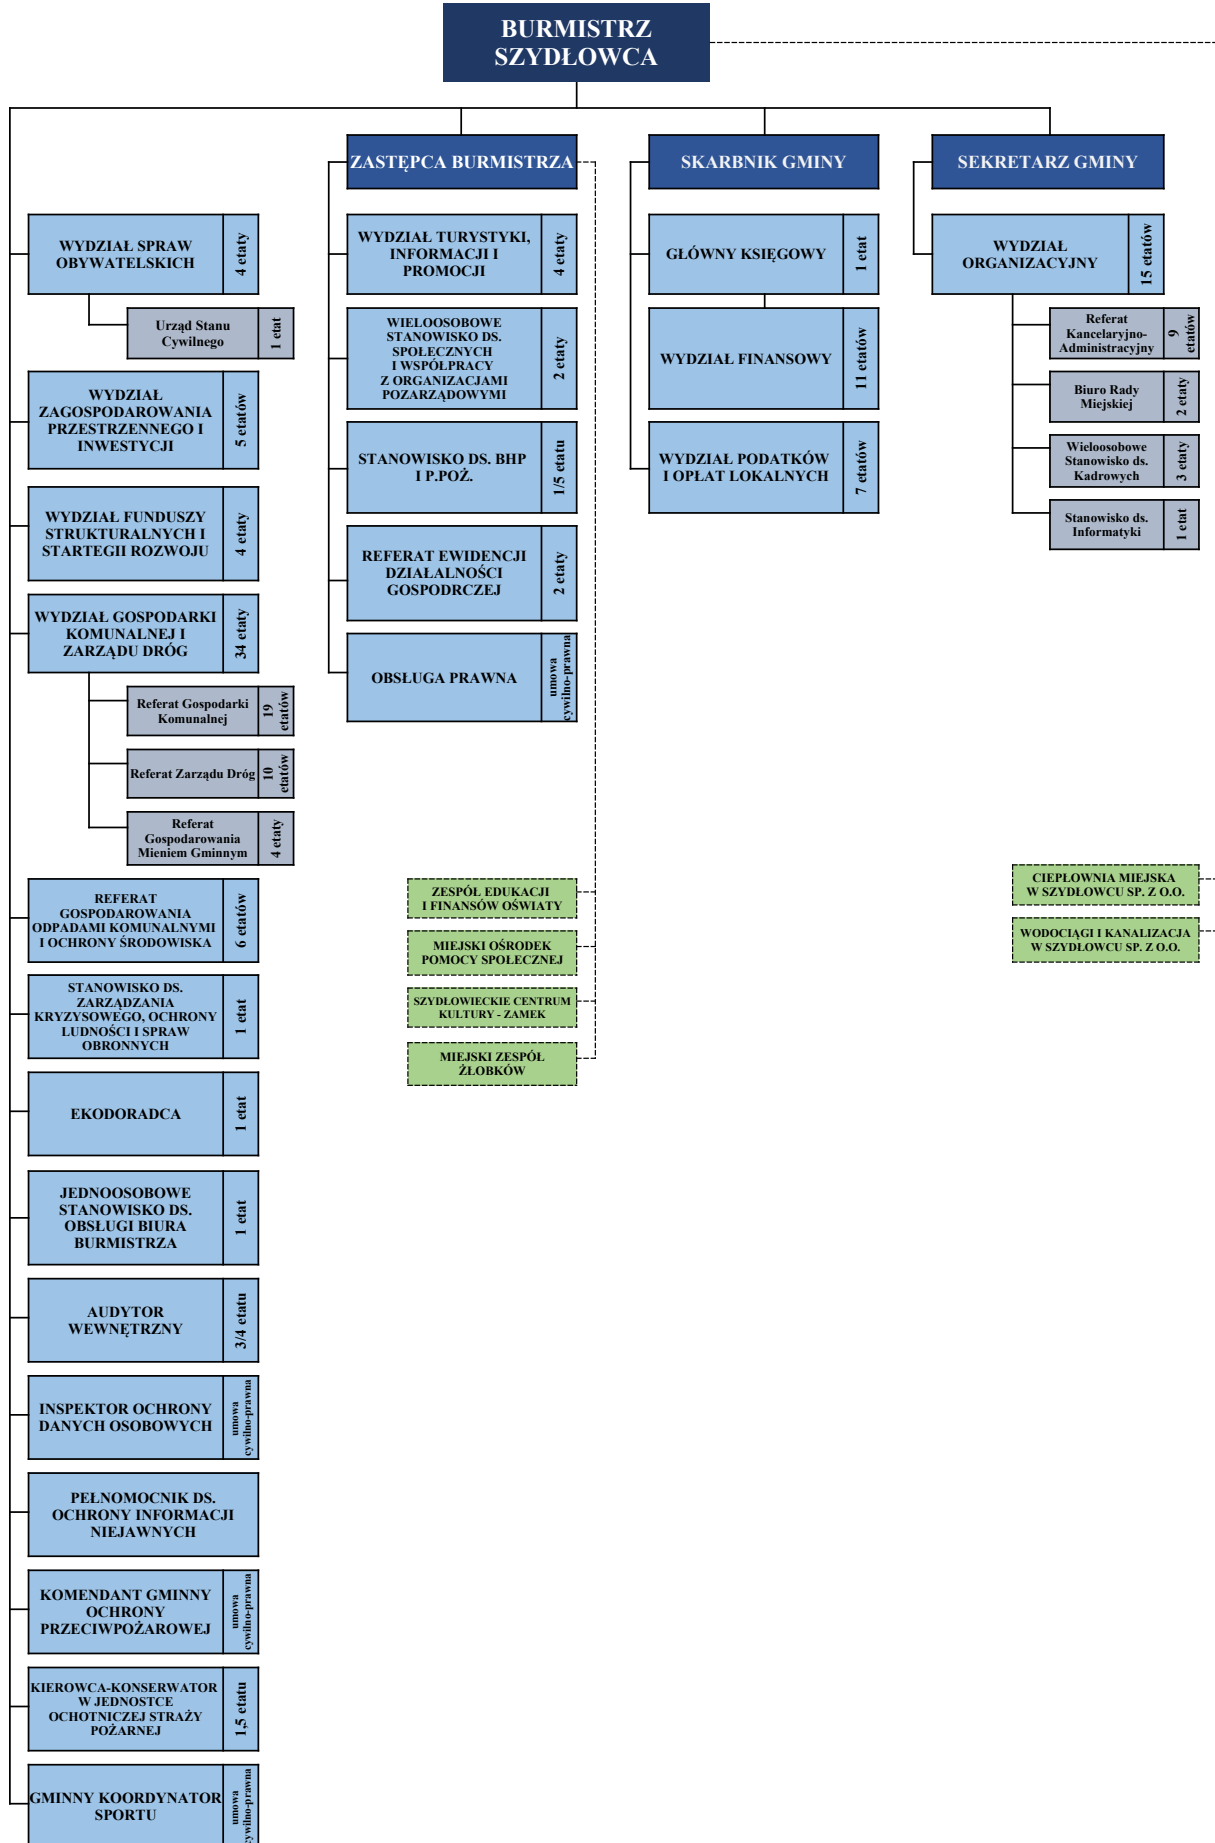 BURMISTRZ
SZYDŁOWCA
ZASTĘPCA BURMISTRZA
SKARBNIK GMINY
SEKRETARZ GMINY
WYDZIAŁ SPRAW
OBYWATELSKICH
4 etaty
Urząd Stanu
Cywilnego
1 etat
WYDZIAŁ
ZAGOSPODAROWANIA
PRZESTRZENNEGO I
INWESTYCJI
5 etatów
WYDZIAŁ FUNDUSZY
STRUKTURALNYCH I
STARTEGII ROZWOJU
4 etaty
WYDZIAŁ GOSPODARKI
KOMUNALNEJ I
ZARZĄDU DRÓG
34 etaty
Referat Gospodarki
Komunalnej
19
etatów
Referat Zarządu Dróg
10
etatów
Referat
Gospodarowania
Mieniem Gminnym
4 etaty
REFERAT
GOSPODAROWANIA
ODPADAMI KOMUNALNYMI
I OCHRONY ŚRODOWISKA
6 etatów
STANOWISKO DS.
ZARZĄDZANIA
KRYZYSOWEGO, OCHRONY
LUDNOŚCI I SPRAW
OBRONNYCH
1 etat
EKODORADCA
1 etat
JEDNOOSOBOWE
STANOWISKO DS.
OBSŁUGI BIURA
BURMISTRZA
1 etat
AUDYTOR
WEWNĘTRZNY
3/4 etatu
INSPEKTOR OCHRONY
DANYCH OSOBOWYCH
umowa
cywilno-prawna
PEŁNOMOCNIK DS.
OCHRONY INFORMACJI
NIEJAWNYCH
KOMENDANT GMINNY
OCHRONY
PRZECIWPOŻAROWEJ
umowa
cywilno-prawna
KIEROWCA-KONSERWATOR
W JEDNOSTCE
OCHOTNICZEJ STRAŻY
POŻARNEJ
1,5 etatu
GMINNY KOORDYNATOR
SPORTU
umowa
cywilno-prawna
WYDZIAŁ TURYSTYKI,
INFORMACJI I
PROMOCJI
4 etaty
WIELOOSOBOWE
STANOWISKO DS.
SPOŁECZNYCH
I WSPÓŁPRACY
Z ORGANIZACJAMI
POZARZĄDOWYMI
2 etaty
STANOWISKO DS. BHP
I P.POŻ.
1/5 etatu
REFERAT EWIDENCJI
DZIAŁALNOŚCI
GOSPODRCZEJ
2 etaty
OBSŁUGA PRAWNA
umowa
cywilno-prawna
ZESPÓŁ EDUKACJI
I FINANSÓW OŚWIATY
MIEJSKI OŚRODEK
POMOCY SPOŁECZNEJ
SZYDŁOWIECKIE CENTRUM
KULTURY - ZAMEK
MIEJSKI ZESPÓŁ
ŻŁOBKÓW
GŁÓWNY KSIĘGOWY
1 etat
WYDZIAŁ FINANSOWY
11 etatów
WYDZIAŁ PODATKÓW
I OPŁAT LOKALNYCH
7 etatów
WYDZIAŁ
ORGANIZACYJNY
15 etatów
Referat
Kancelaryjno-
Administracyjny
9
etatów
Biuro Rady
Miejskiej
2 etaty
Wieloosobowe
Stanowisko ds.
Kadrowych
3 etaty
Stanowisko ds.
Informatyki
1 etat
CIEPŁOWNIA MIEJSKA
W SZYDŁOWCU SP. Z O.O.
WODOCIĄGI I KANALIZACJA
W SZYDŁOWCU SP. Z O.O.